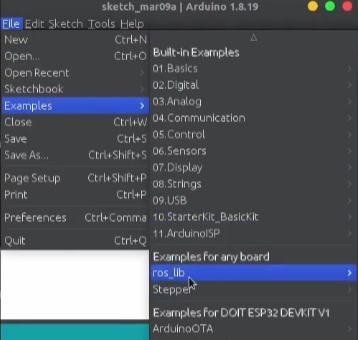 sketch_mar09a | Arduino 1.8.19
File Edit Sketch Tools Help
New Ctrl+N
Open... Ctrl+O
Open Recent
Sketchbook
Examples
Close Ctrl+W
Save Ctrl+S
Save As... Ctrl+Shift+S
Page Setup Ctrl+Shift+P
Print Ctrl+P
Preferences Ctrl+Comma
Quit Ctrl+Q
Built-in Examples
01.Basics
02.Digital
03.Analog
04.Communication
05.Control
06.Sensors
07.Display
08.Strings
09.USB
10.StarterKit_BasicKit
11.ArduinoISP
Examples for any board
ros_lib
Stepper
Examples for DOIT ESP32 DEVKIT V1
ArduinoOTA